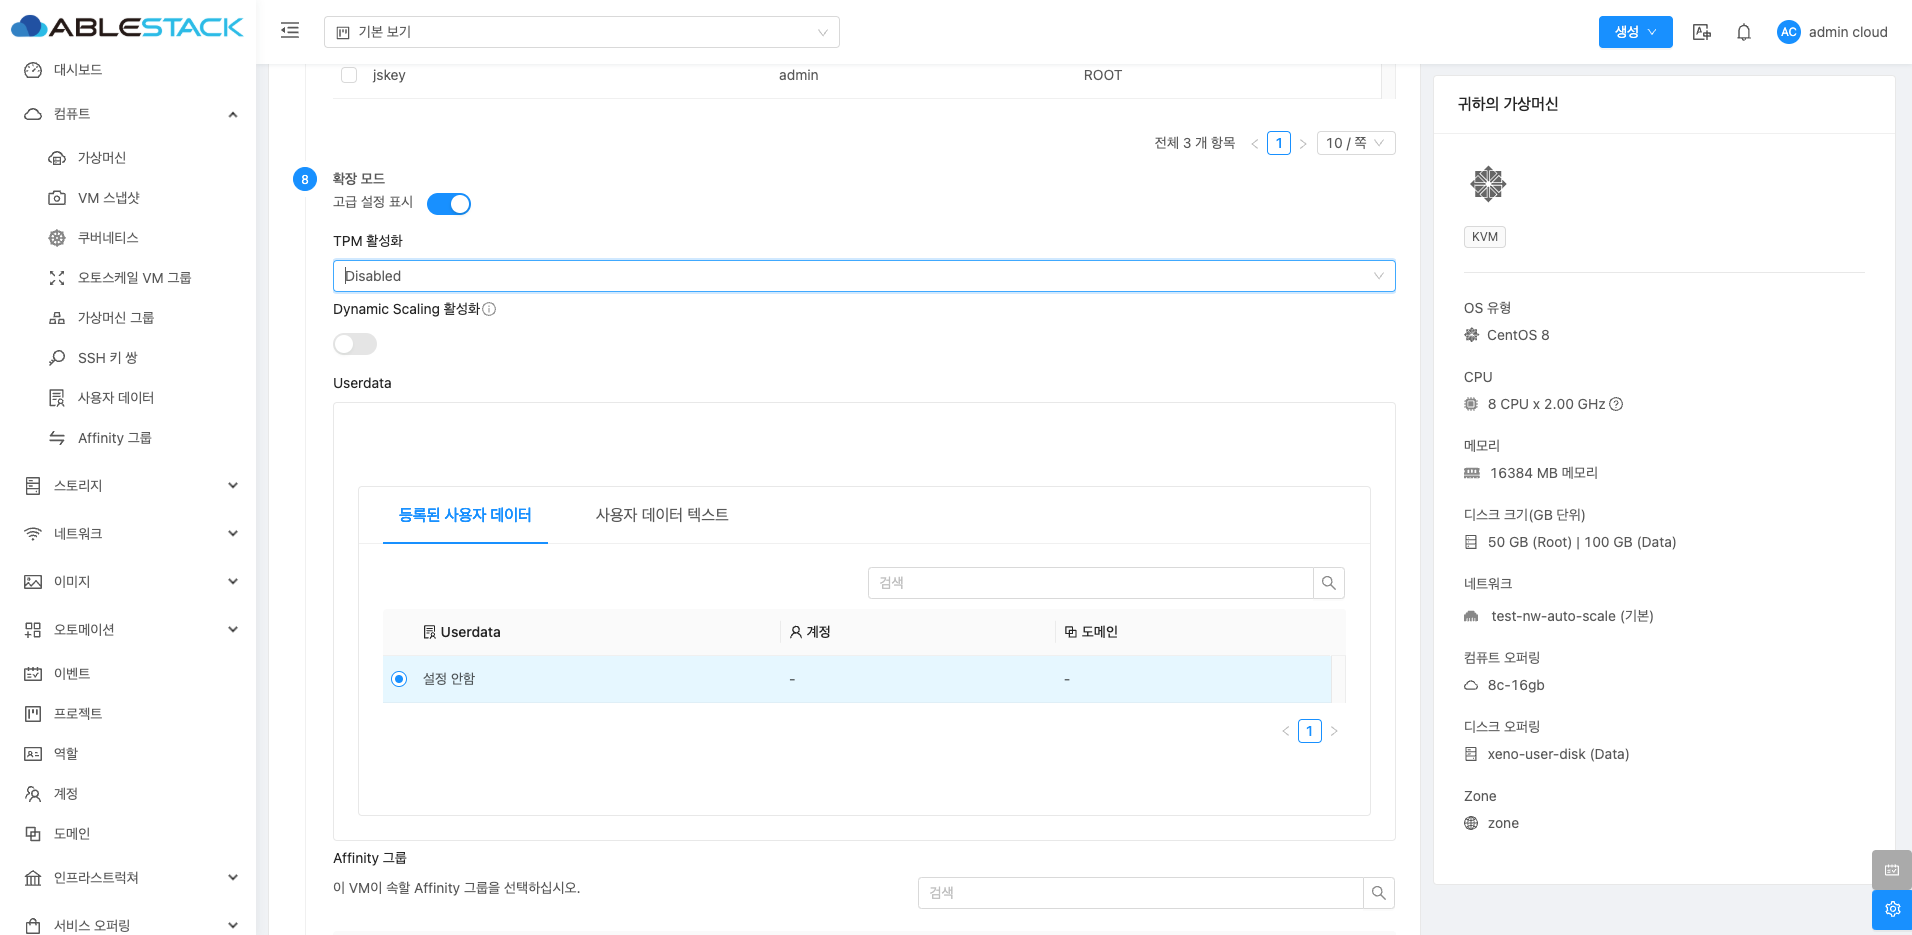 ABLESTACK
기본 보기
생성
AC
admin cloud
대시보드
컴퓨트
가상머신
VM 스냅샷
쿠버네티스
오토스케일 VM 그룹
가상머신 그룹
SSH 키 쌍
사용자 데이터
Affinity 그룹
스토리지
네트워크
이미지
오토메이션
이벤트
프로젝트
역할
계정
도메인
인프라스트럭쳐
서비스 오퍼링
jskey admin ROOT
전체 3 개 항목 1 10 / 쪽
8 확장 모드
고급 설정 표시
TPM 활성화
Disabled
Dynamic Scaling 활성화
Userdata
등록된 사용자 데이터 사용자 데이터 텍스트
검색
Userdata 계정 도메인
설정 안함 - -
1
Affinity 그룹
이 VM이 속할 Affinity 그룹을 선택하십시오.
검색
귀하의 가상머신
KVM
OS 유형
CentOS 8
CPU
8 CPU x 2.00 GHz
메모리
16384 MB 메모리
디스크 크기(GB 단위)
50 GB (Root) | 100 GB (Data)
네트워크
test-nw-auto-scale (기본)
컴퓨트 오퍼링
8c-16gb
디스크 오퍼링
xeno-user-disk (Data)
Zone
zone